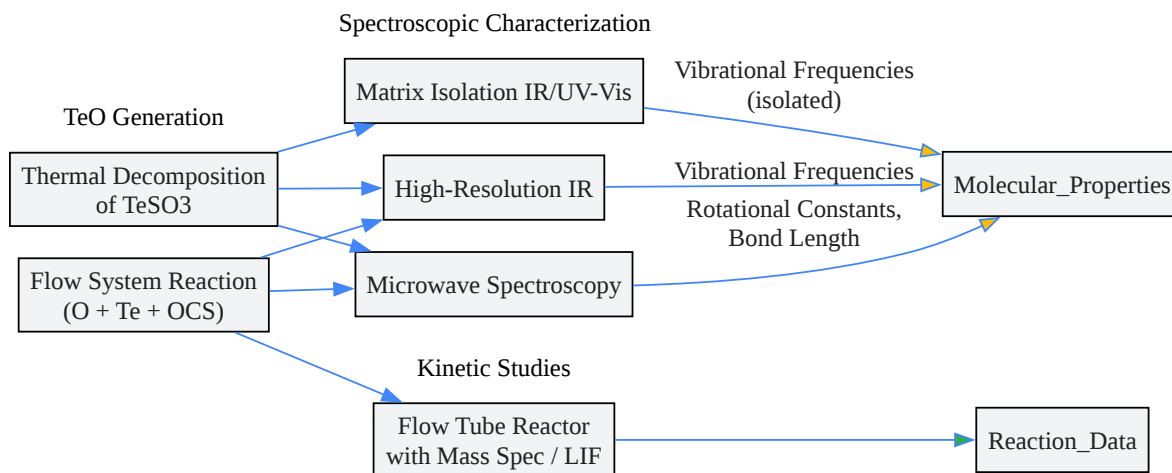 Spectroscopic Characterization
Matrix Isolation IR/UV-Vis
Vibrational Frequencies
(isolated)
TeO Generation
Thermal Decomposition
of TeSO3
High-Resolution IR
Vibrational Frequencies
Molecular_Properties
Rotational Constants,
Bond Length
Flow System Reaction
(O + Te + OCS)
Microwave Spectroscopy
Kinetic Studies
Flow Tube Reactor
with Mass Spec / LIF
Reaction_Data